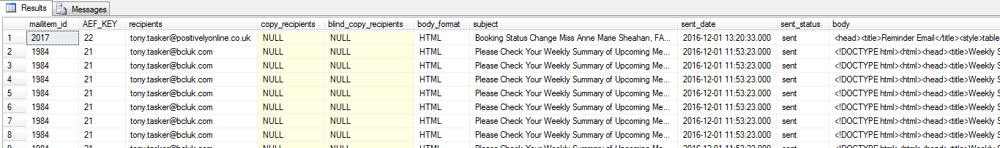 Results Messages
mailitem_id AEF_KEY recipients copy_recipients blind_copy_recipients body_format subject sent_date sent_status body
1 2017 22 tony.tasker@positivelyonline.co.uk NULL NULL HTML Booking Status Change Miss Anne Marie Sheahan, FA... 2016-12-01 13:20:33.000 sent <head><title>Reminder Email</title><style>table
2 1984 21 tony.tasker@bcluk.com NULL NULL HTML Please Check Your Weekly Summary of Upcoming Me... 2016-12-01 11:53:23.000 sent <!DOCTYPE html><html><head><title>Weekly S
3 1984 21 tony.tasker@bcluk.com NULL NULL HTML Please Check Your Weekly Summary of Upcoming Me... 2016-12-01 11:53:23.000 sent <!DOCTYPE html><html><head><title>Weekly S
4 1984 21 tony.tasker@bcluk.com NULL NULL HTML Please Check Your Weekly Summary of Upcoming Me... 2016-12-01 11:53:23.000 sent <!DOCTYPE html><html><head><title>Weekly S
5 1984 21 tony.tasker@bcluk.com NULL NULL HTML Please Check Your Weekly Summary of Upcoming Me... 2016-12-01 11:53:23.000 sent <!DOCTYPE html><html><head><title>Weekly S
6 1984 21 tony.tasker@bcluk.com NULL NULL HTML Please Check Your Weekly Summary of Upcoming Me... 2016-12-01 11:53:23.000 sent <!DOCTYPE html><html><head><title>Weekly S
7 1984 21 tony.tasker@bcluk.com NULL NULL HTML Please Check Your Weekly Summary of Upcoming Me... 2016-12-01 11:53:23.000 sent <!DOCTYPE html><html><head><title>Weekly S
8 1984 21 tony.tasker@bcluk.com NULL NULL HTML Please Check Your Weekly Summary of Upcoming Me... 2016-12-01 11:53:23.000 sent <!DOCTYPE html><html><head><title>Weekly S